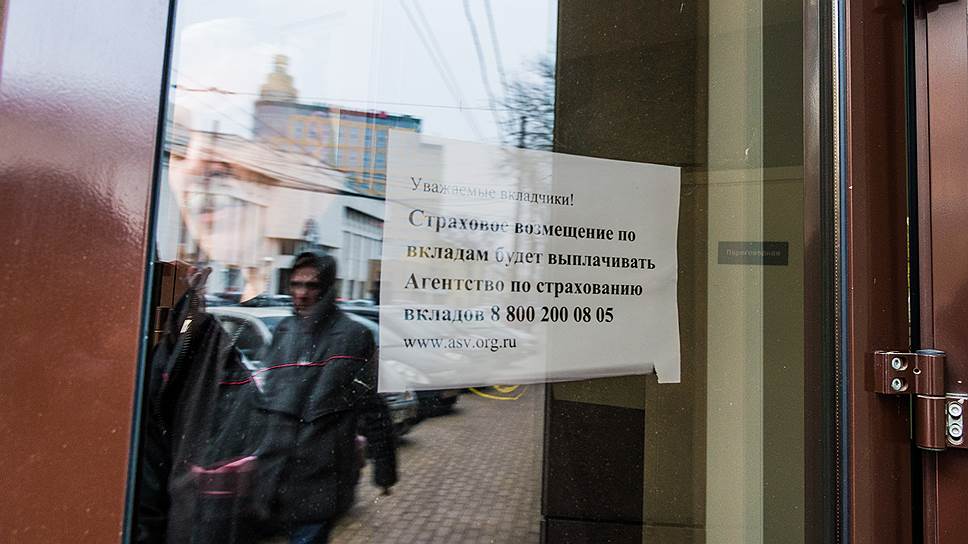 Уважаемые вкладчики!
Страховое возмещение по
вкладам будет выплачивать
Агентство по страхованию
вкладов 8 800 200 08 05
www.asv.org.ru
Переговорная